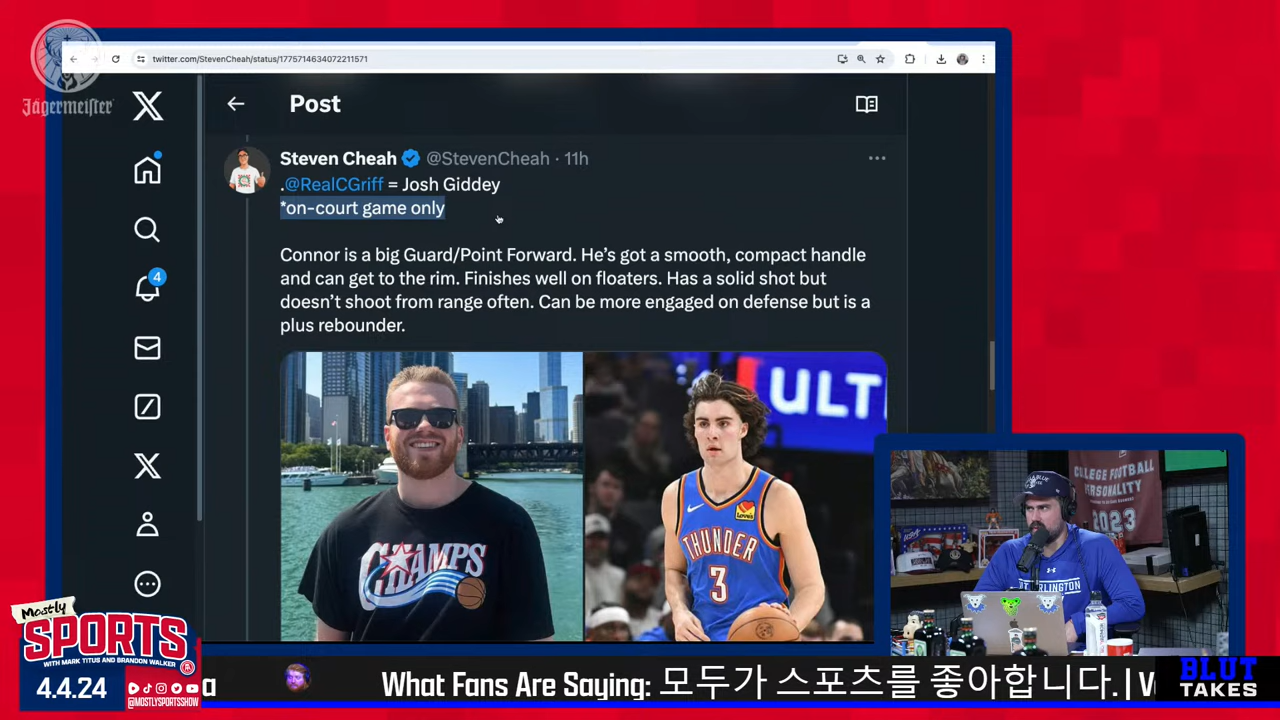 Jägermeister
twitter.com/StevenCheah/status/1775714634072211571
Post
Steven Cheah @StevenCheah · 11h
.@RealCGriff = Josh Giddey
*on-court game only
4
Connor is a big Guard/Point Forward. He's got a smooth, compact handle
and can get to the rim. Finishes well on floaters. Has a solid shot but
doesn't shoot from range often. Can be more engaged on defense but is a
plus rebounder.
ULT
CHAMPS
THUNDER
3
COLLEGE FOOTBALL
PERSONALITY
2023
Mostly
SPORTS
WITH MARK TITUS AND BRANDON WALKER
4.4.24
@MOSTLYSPORTSSHOW
a
What Fans Are Saying: 모두가 스포츠를 좋아합니다. | V
BLUT
TAKES